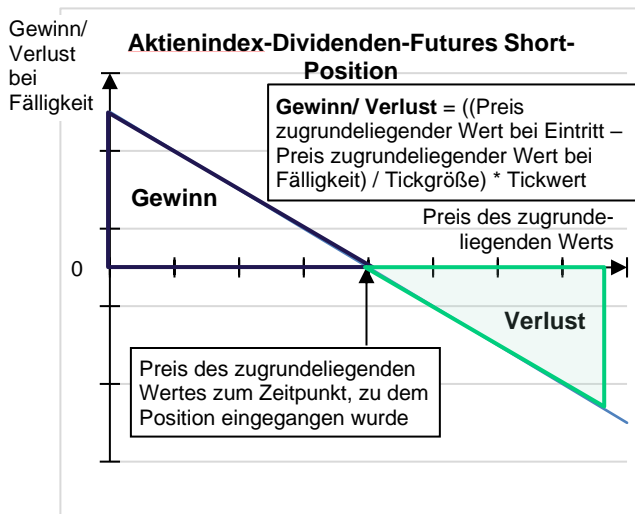 Gewinn/
Verlust
bei
Fälligkeit
Aktienindex-Dividenden-Futures Short-
Position
Gewinn/ Verlust = ((Preis
zugrundeliegender Wert bei Eintritt –
Preis zugrundeliegender Wert bei
Fälligkeit) / Tickgröße) * Tickwert
Gewinn
Preis des zugrunde-
liegenden Werts
0
Verlust
Preis des zugrundeliegenden
Wertes zum Zeitpunkt, zu dem
Position eingegangen wurde